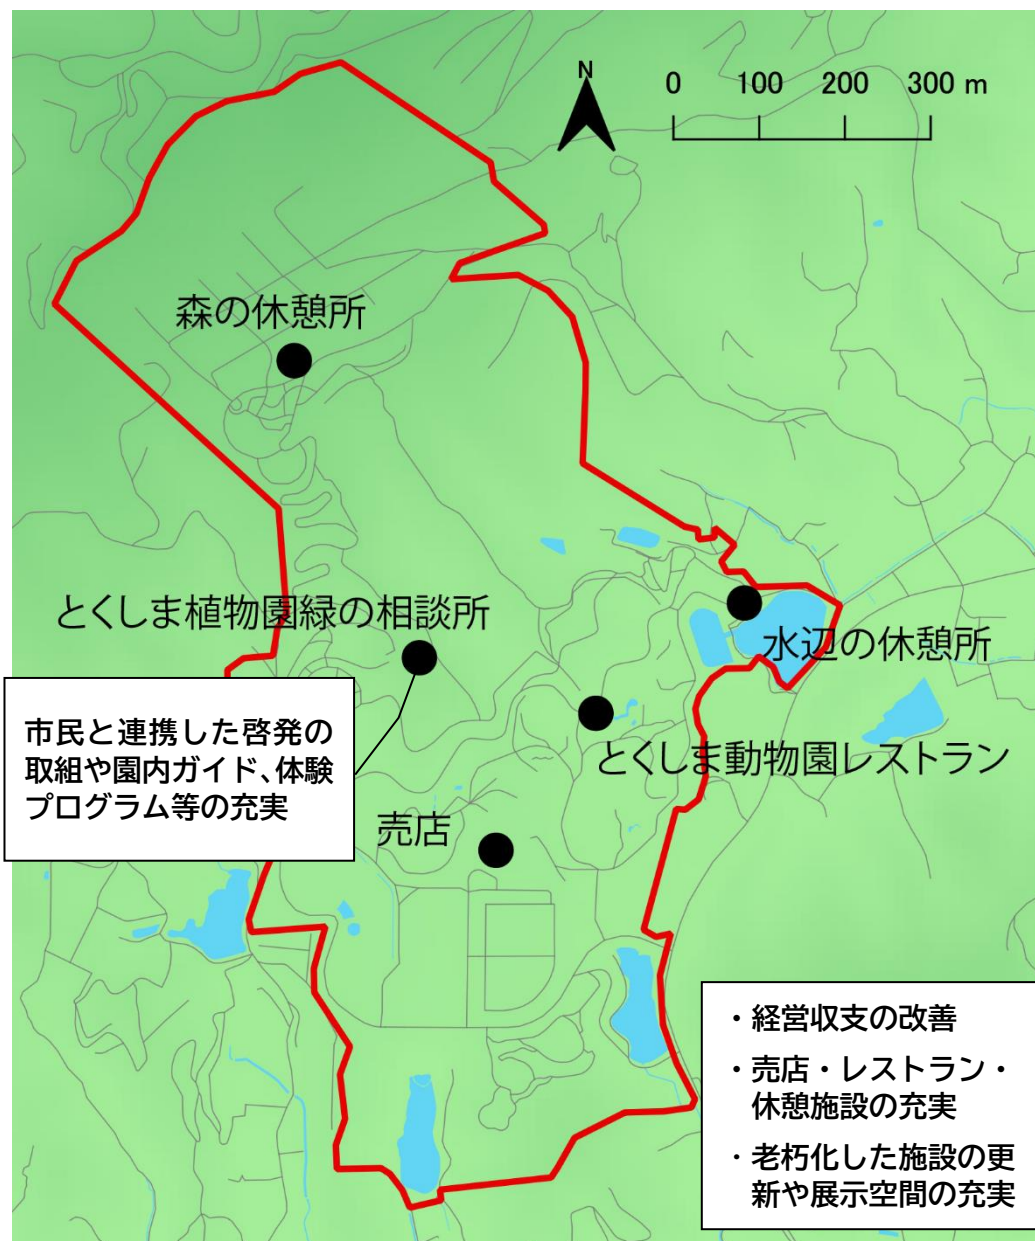 N
0 100 200 300 m
森の休憩所
とくしま植物園緑の相談所
水辺の休憩所
市民と連携した啓発の
取組や園内ガイド、体験
プログラム等の充実
とくしま動物園レストラン
売店
・経営収支の改善
・売店・レストラン・
休憩施設の充実
・老朽化した施設の更
新や展示空間の充実